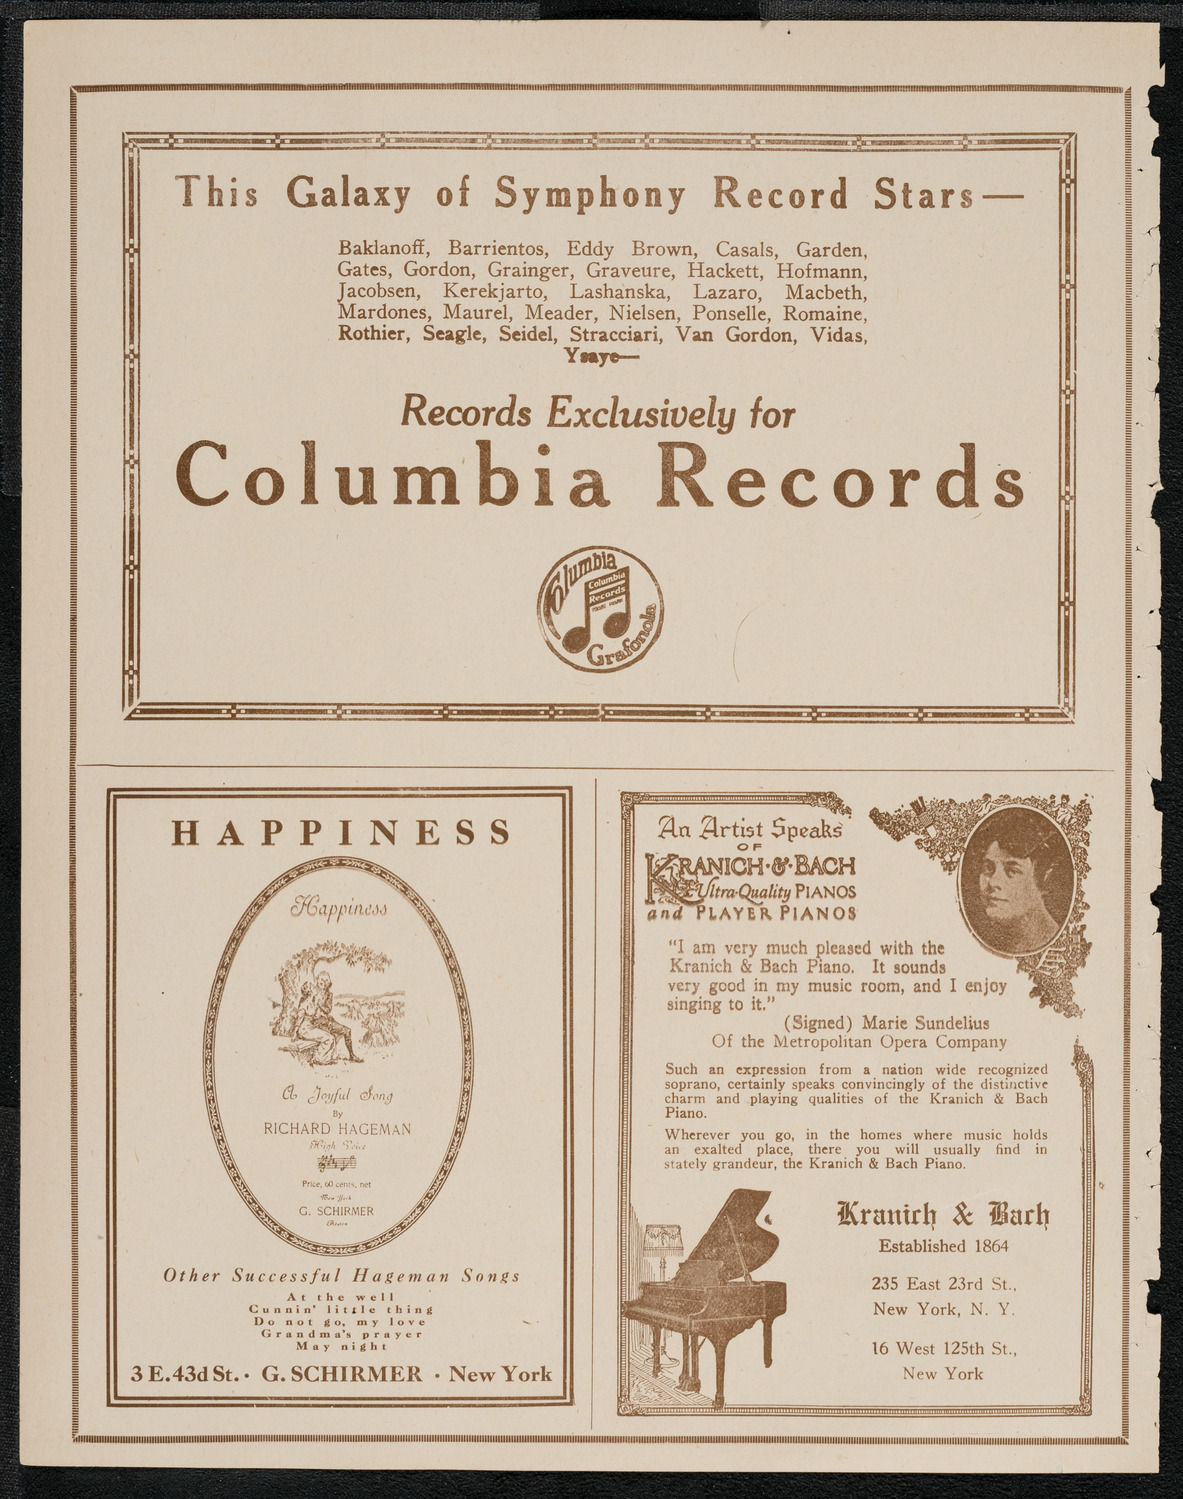 This Galaxy of Symphony Record Stars—
Baklanoff, Barrientos, Eddy Brown, Casals, Garden,
Gates, Gordon, Grainger, Graveure, Hackett, Hofmann,
Jacobsen, Kerekjarto, Lashanska, Lazaro, Macbeth,
Mardones, Maurel, Meader, Nielsen, Ponselle, Romaine,
Rothier, Seagle, Seidel, Stracciari, Van Gordon, Vidas,
Ysaye—
Records Exclusively for
Columbia Records
Columbia
Columbia
Records
Grafonola
HAPPINESS
Happiness
A Joyful Song
By
RICHARD HAGEMAN
High Voice
Price, 60 cents, net
New York
G. SCHIRMER
Boston
Other Successful Hageman Songs
At the well
Cunnin' little thing
Do not go, my love
Grandma's prayer
May night
3 E. 43d St. · G. SCHIRMER · New York
An Artist Speaks
OF
KRANICH·&·BACH
Ultra-Quality PIANOS
and PLAYER PIANOS
"I am very much pleased with the
Kranich & Bach Piano. It sounds
very good in my music room, and I enjoy
singing to it."
(Signed) Marie Sundelius
Of the Metropolitan Opera Company
Such an expression from a nation wide recognized
soprano, certainly speaks convincingly of the distinctive
charm and playing qualities of the Kranich & Bach
Piano.
Wherever you go, in the homes where music holds
an exalted place, there you will usually find in
stately grandeur, the Kranich & Bach Piano.
Kranich & Bach
Established 1864
235 East 23rd St.,
New York, N. Y.
16 West 125th St.,
New York